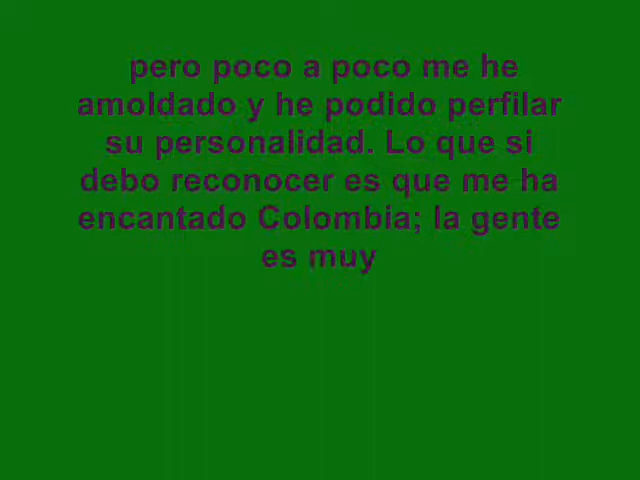 pero poco a poco me he
amoldado y he podido perfilar
su personalidad. Lo que si
debo reconocer es que me ha
encantado Colombia; la gente
es muy